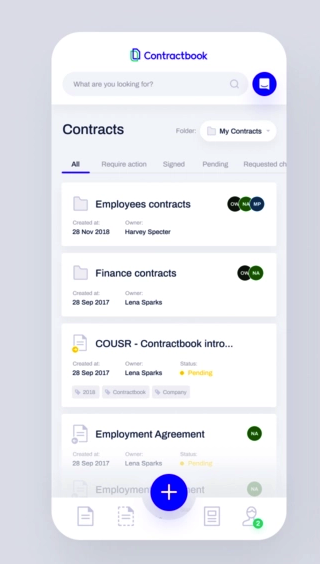 Contractbook
What are you looking for?
Contracts
Folder: My Contracts
All Require action Signed Pending Requested ch
Employees contracts OW NA MP
Created at: Owner:
28 Nov 2018 Harvey Specter
Finance contracts OW NA
Created at: Owner:
28 Sep 2017 Lena Sparks
COUSR - Contractbook intro...
Created at: Owner: Status:
28 Sep 2017 Lena Sparks Pending
2018 Contractbook Company
Employment Agreement NA
Created at: Owner: Status:
28 Sep 2017 Lena Sparks Pending
Employment Agreement NA
2